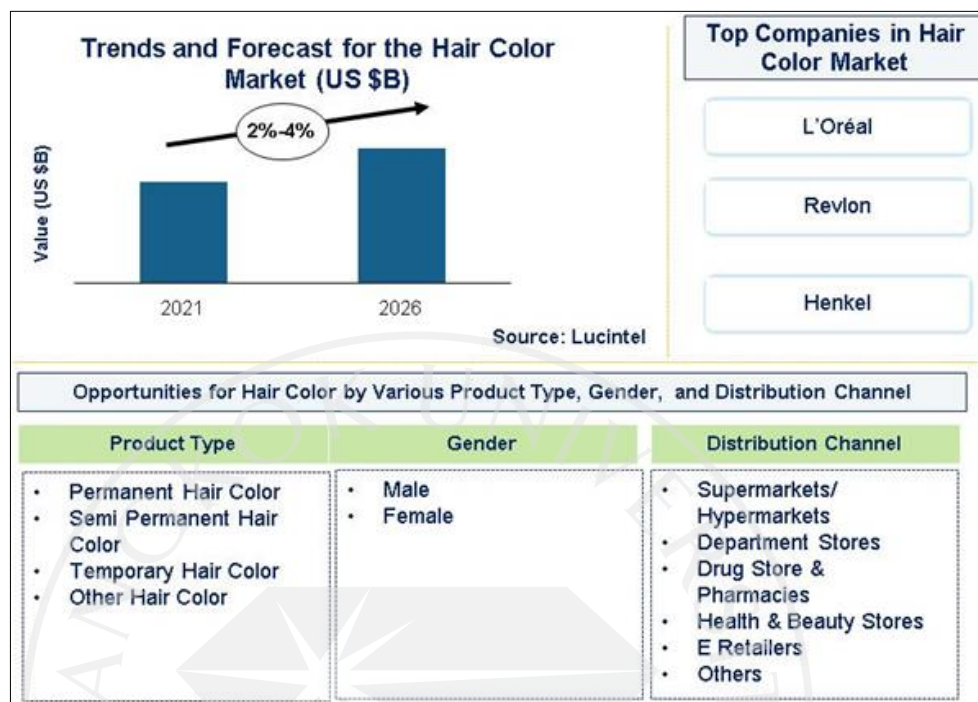 Trends and Forecast for the Hair Color
Market (US $B)
2%-4%
Value (US $B)
2021
2026
Source: Lucintel
Top Companies in Hair
Color Market
L'Oréal
Revlon
Henkel
Opportunities for Hair Color by Various Product Type, Gender, and Distribution Channel
Product Type
• Permanent Hair Color
• Semi Permanent Hair
Color
• Temporary Hair Color
• Other Hair Color
Gender
• Male
• Female
Distribution Channel
• Supermarkets/
Hypermarkets
• Department Stores
• Drug Store &
Pharmacies
• Health & Beauty Stores
• E Retailers
• Others